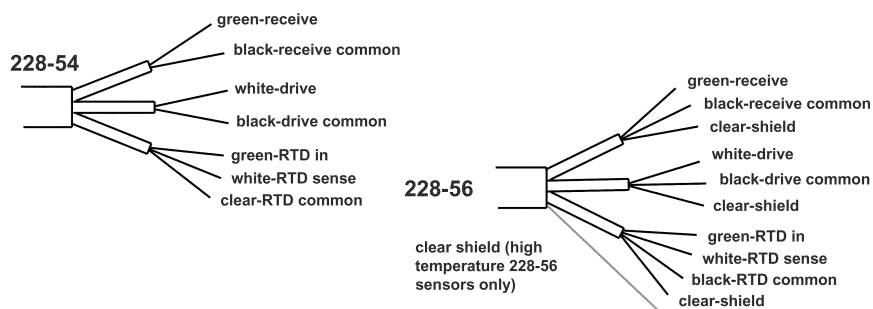 228-54
green-receive
black-receive common
white-drive
black-drive common
green-RTD in
white-RTD sense
clear-RTD common
228-56
green-receive
black-receive common
clear-shield
white-drive
black-drive common
clear-shield
green-RTD in
white-RTD sense
black-RTD common
clear-shield
clear shield (high
temperature 228-56
sensors only)